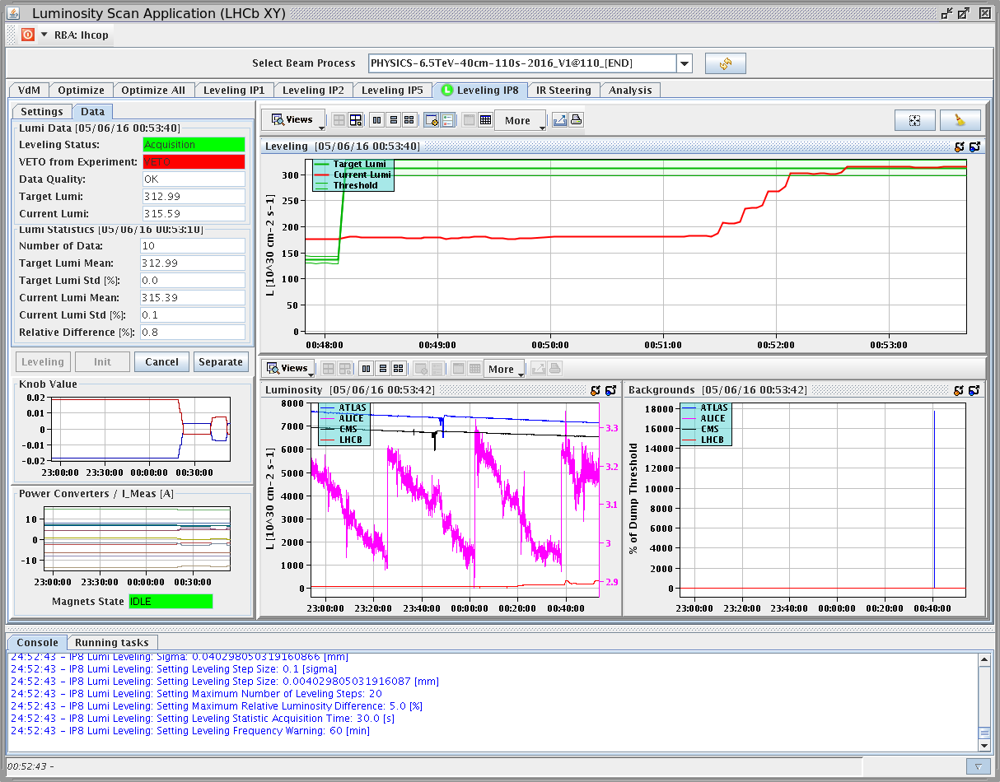 Luminosity Scan Application (LHCb XY)
RBA: lhcop
Select Beam Process PHYSICS-6.5TeV-40cm-110s-2016_V1@110_[END]
VdM Optimize Optimize All Leveling IP1 Leveling IP2 Leveling IP5 Leveling IP8 IR Steering Analysis
Settings Data
Lumi Data [05/06/16 00:53:40]
Leveling Status: Acquisition
VETO from Experiment: VETO
Data Quality: OK
Target Lumi: 312.99
Current Lumi: 315.59
Lumi Statistics [05/06/16 00:53:10]
Number of Data: 10
Target Lumi Mean: 312.99
Target Lumi Std [%]: 0.0
Current Lumi Mean: 315.39
Current Lumi Std [%]: 0.1
Relative Difference [%]: 0.8
Leveling Init Cancel Separate
Knob Value
0.02
0.01
0
-0.01
-0.02
23:00:00 23:30:00 00:00:00 00:30:00
Power Converters / I_Meas [A]
10
0
-10
23:00:00 23:30:00 00:00:00 00:30:00
Magnets State IDLE
Views More
Leveling [05/06/16 00:53:40]
Target Lumi
Current Lumi
Threshold
L [10^30 cm-2 s-1]
300
250
200
150
100
50
0
00:48:00 00:49:00 00:50:00 00:51:00 00:52:00 00:53:00
Views More
Luminosity [05/06/16 00:53:42]
ATLAS
ALICE
CMS
LHCB
L [10^30 cm-2 s-1]
8000
7000
6000
5000
4000
3000
2000
1000
0
3.3
3.2
3.1
3
2.9
23:00:00 23:20:00 23:40:00 00:00:00 00:20:00 00:40:00
Backgrounds [05/06/16 00:53:42]
ATLAS
ALICE
CMS
LHCB
% of Dump Threshold
18000
16000
14000
12000
10000
8000
6000
4000
2000
0
23:00:00 23:20:00 23:40:00 00:00:00 00:20:00 00:40:00
Console Running tasks
24:52:43 - IP8 Lumi Leveling: Sigma: 0.040298050319160866 [mm]
24:52:43 - IP8 Lumi Leveling: Setting Leveling Step Size: 0.1 [sigma]
24:52:43 - IP8 Lumi Leveling: Setting Leveling Step Size: 0.004029805031916087 [mm]
24:52:43 - IP8 Lumi Leveling: Setting Maximum Number of Leveling Steps: 20
24:52:43 - IP8 Lumi Leveling: Setting Maximum Relative Luminosity Difference: 5.0 [%]
24:52:43 - IP8 Lumi Leveling: Setting Leveling Statistic Acquisition Time: 30.0 [s]
24:52:43 - IP8 Lumi Leveling: Setting Leveling Frequency Warning: 60 [min]
00:52:43 -